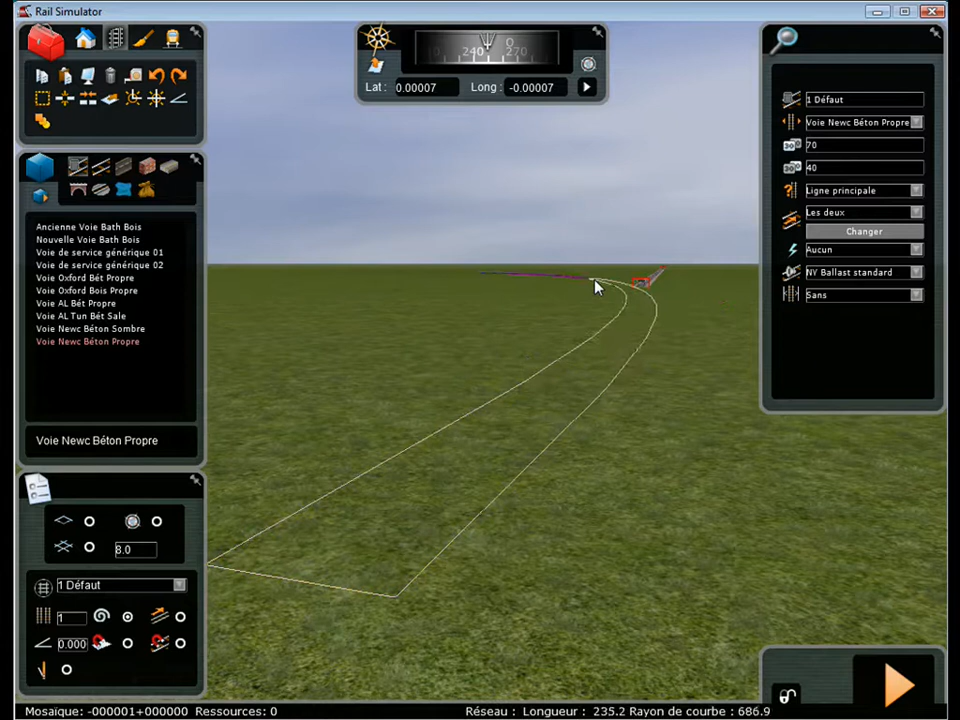 Rail Simulator
240
O
270
Lat : 0.00007 Long : -0.00007
1 Défaut
Voie Newc Béton Propre
70
40
Ligne principale
Les deux
Changer
Aucun
NY Ballast standard
Sans
Ancienne Voie Bath Bois
Nouvelle Voie Bath Bois
Voie de service générique 01
Voie de service générique 02
Voie Oxford Bét Propre
Voie Oxford Bois Propre
Voie AL Bét Propre
Voie AL Tun Bét Sale
Voie Newc Béton Sombre
Voie Newc Béton Propre
Voie Newc Béton Propre
8.0
1 Défaut
1
0.000
Mosaïque: -000001+000000 Ressources: 0
Réseau : Longueur : 235.2 Rayon de courbe : 686.9